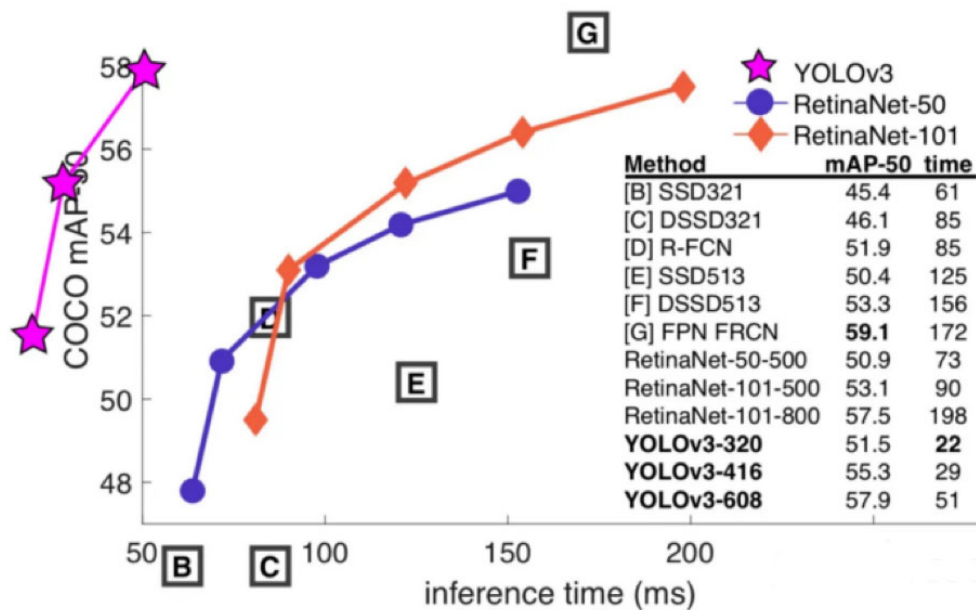 G
58
YOLOv3
RetinaNet-50
RetinaNet-101
56
COCO mAP-50
Method mAP-50 time
[B] SSD321 45.4 61
[C] DSSD321 46.1 85
[D] R-FCN 51.9 85
[E] SSD513 50.4 125
[F] DSSD513 53.3 156
[G] FPN FRCN 59.1 172
RetinaNet-50-500 50.9 73
RetinaNet-101-500 53.1 90
RetinaNet-101-800 57.5 198
YOLOv3-320 51.5 22
YOLOv3-416 55.3 29
YOLOv3-608 57.9 51
54
F
D
52
E
50
48
50 100 150 200
B C
inference time (ms)